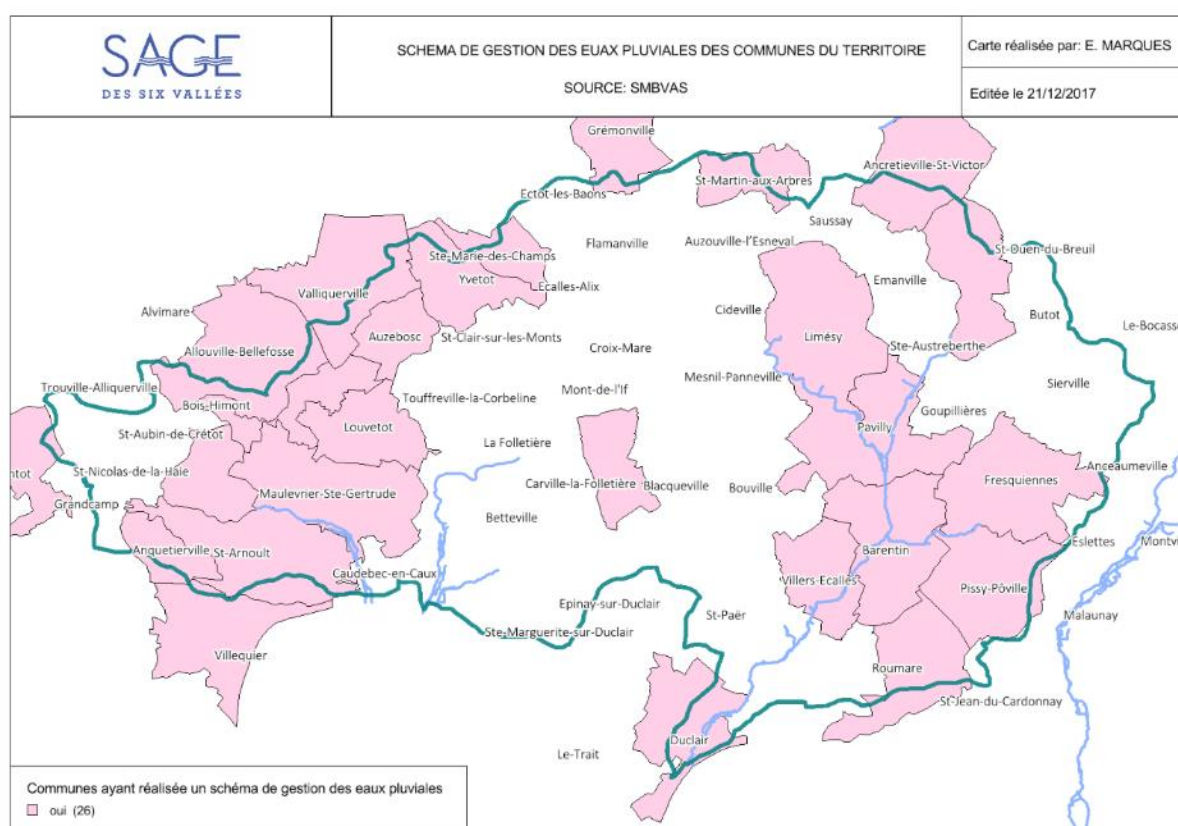 SAGE
DES SIX VALLÉES
SCHEMA DE GESTION DES EUAX PLUVIALES DES COMMUNES DU TERRITOIRE
SOURCE: SMBVAS
Carte réalisée par: E. MARQUES
Editée le 21/12/2017
Grémonville
Ancretieville-St-Victor
St-Martin-aux-Arbres
Ectot-les-Baons
Saussay
Flamanville
Auzouville-l'Esneval
St-Ouen-du-Breuil
Ste-Marie-des-Champs
Yvetot
Ecalles-Alix
Emanville
Valliquerville
Alvimare
Cideville
Butot
Le-Bocasse
Auzebosc
St-Clair-sur-les-Monts
Limésy
Ste-Austreberthe
Croix-Mare
Allouville-Bellefosse
Mesnil-Panneville
Sierville
Trouville-Alliquerville
Mont-de-l'If
Touffreville-la-Corbeline
Bois-Himont
Goupillières
Louvetot
Pavilly
St-Aubin-de-Crétot
La Folletière
ntot
St-Nicolas-de-la-Haie
Anceaumeville
Fresquiennes
Carville-la-Folletière
Blacqueville
Bouville
Maulevrier-Ste-Gertrude
Grandcamp
Betteville
Eslettes
Montvi
Anquetierville
St-Arnoult
Barentin
Caudebec-en-Caux
Villers-Ecalles
Pissy-Pôville
Epinay-sur-Duclair
St-Paër
Malaunay
Ste-Marguerite-sur-Duclair
Villequier
Roumare
St-Jean-du-Cardonnay
Duclair
Le-Trait
Communes ayant réalisée un schéma de gestion des eaux pluviales
oui (26)